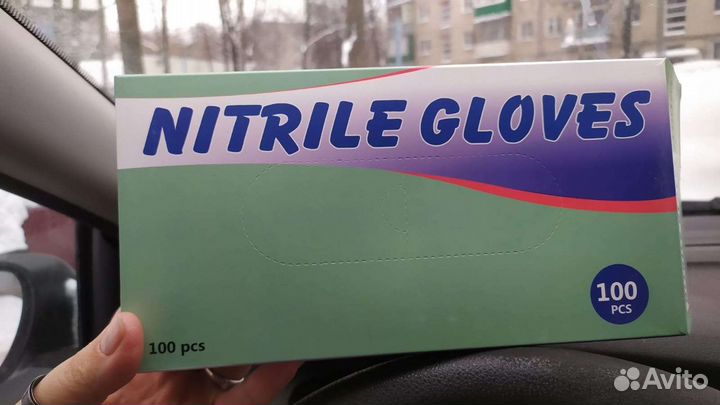 NITRILE GLOVES
100
PCS
100 pcs
Avito